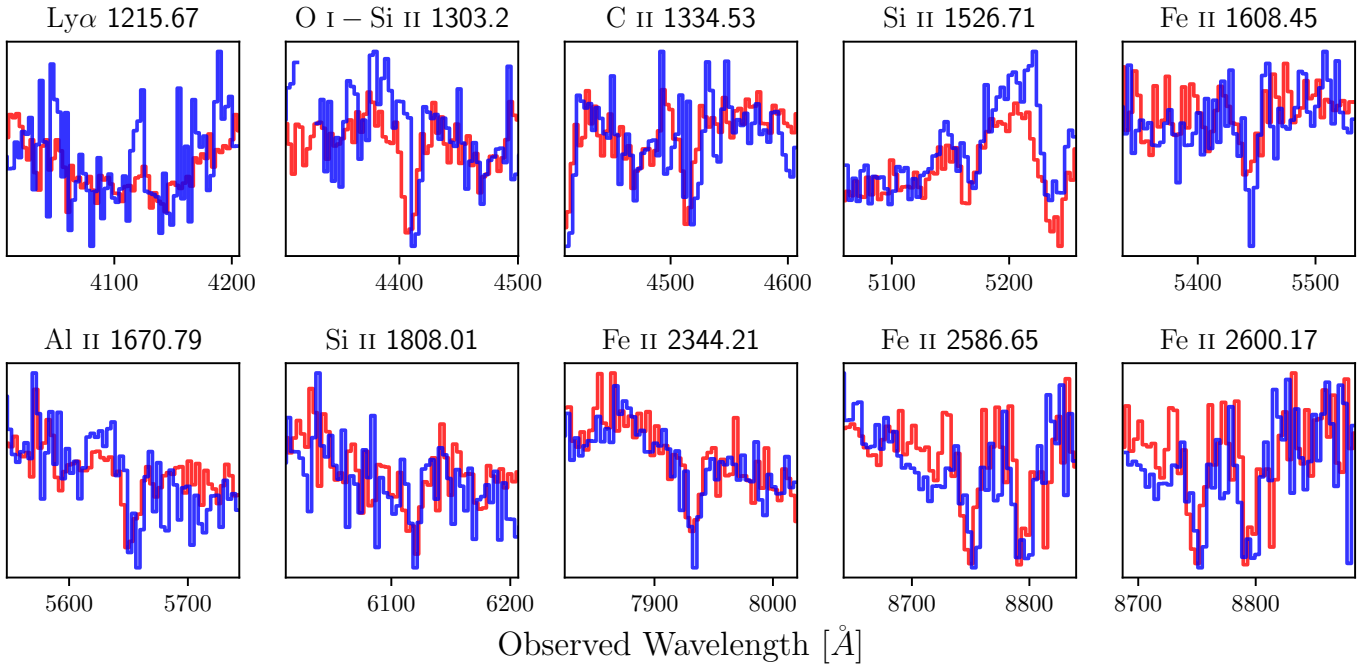 Lyα 1215.67 O I − Si II 1303.2 C II 1334.53 Si II 1526.71 Fe II 1608.45
4100 4200 4400 4500 4500 4600 5100 5200 5400 5500
Al II 1670.79 Si II 1808.01 Fe II 2344.21 Fe II 2586.65 Fe II 2600.17
5600 5700 6100 6200 7900 8000 8700 8800 8700 8800
Observed Wavelength [Å]